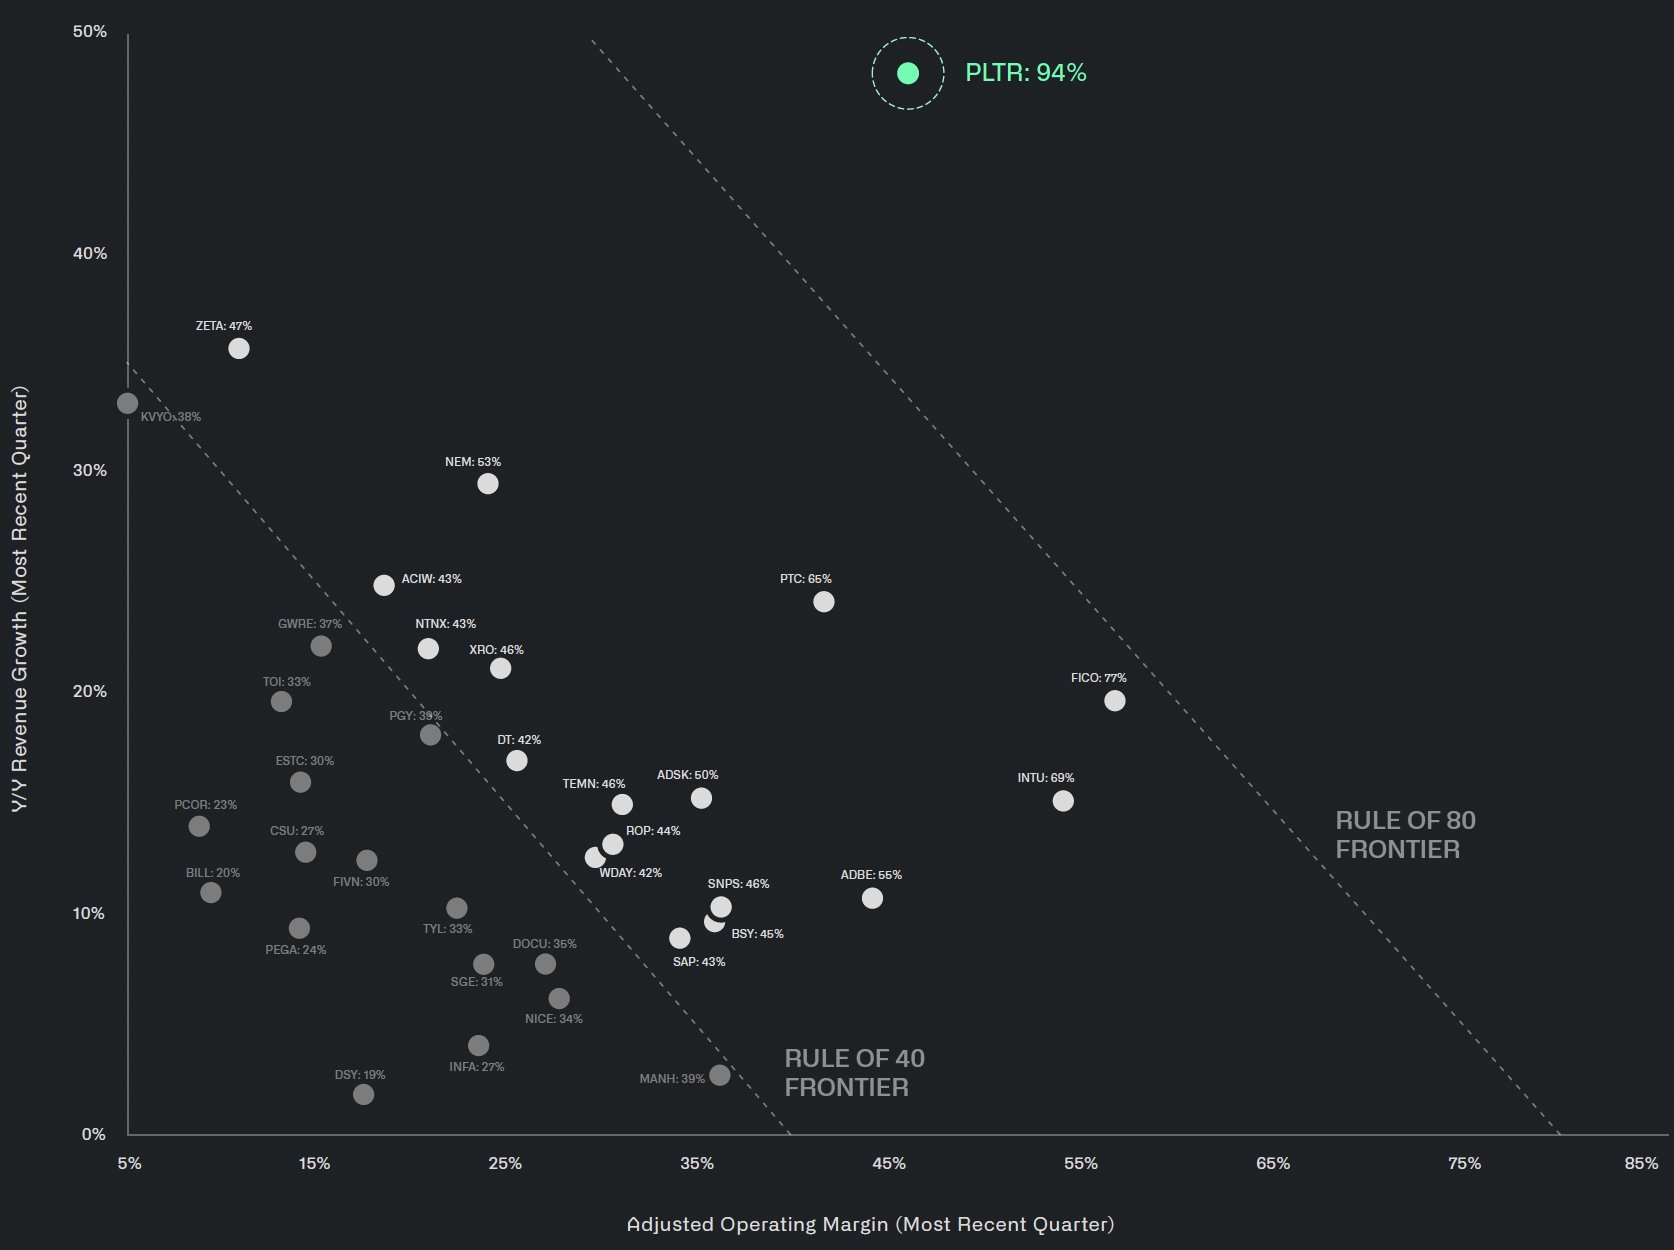 50%
PLTR: 94%
40%
ZETA: 47%
KVYO: 38%
30%
NEM: 53%
ACIW: 43%
PTC: 65%
GWRE: 37%
NTNX: 43%
XRO: 46%
FICO: 77%
TOI: 33%
20%
PGY: 39%
DT: 42%
ESTC: 30%
TEMN: 46%
ADSK: 50%
INTU: 69%
PCOR: 23%
CSU: 27%
ROP: 44%
RULE OF 80
FRONTIER
BILL: 20%
FIVN: 30%
WDAY: 42%
SNPS: 46%
ADBE: 55%
10%
TYL: 33%
BSY: 45%
PEGA: 24%
DOCU: 35%
SAP: 43%
SGE: 31%
NICE: 34%
INFA: 27%
DSY: 19%
MANH: 39%
RULE OF 40
FRONTIER
0%
5%
15%
25%
35%
45%
55%
65%
75%
85%
Y/Y Revenue Growth (Most Recent Quarter)
Adjusted Operating Margin (Most Recent Quarter)